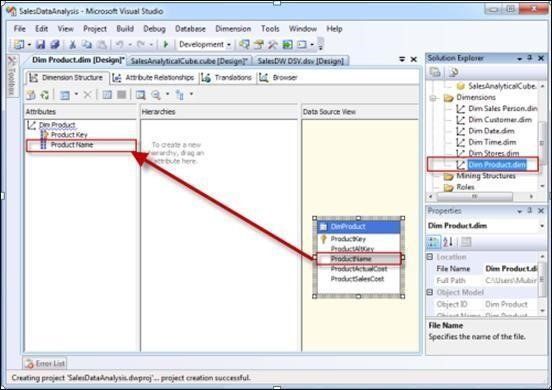 SalesDataAnalysis - Microsoft Visual Studio
File Edit View Project Build Debug Database Dimension Tools Window Help
Development
Dim Product.dim [Design]* SalesAnalyticalCube.cube [Design]* SalesDW DSV.dsv [Design]
Toolbox
Dimension Structure Attribute Relationships Translations Browser
Attributes
Dim Product
Product Key
Product Name
Hierarchies
To create a new
hierarchy, drag an
attribute here.
Data Source View
DimProduct
ProductKey
ProductAltKey
ProductName
ProductActualCost
ProductSalesCost
Solution Explorer
SalesAnalyticalCube.c
Dimensions
Dim Sales Person.dim
Dim Customer.dim
Dim Date.dim
Dim Time.dim
Dim Stores.dim
Dim Product.dim
Mining Structures
Roles
Properties
Dim Product.dim
Location
File Name Dim Product.dim
Full Path C:\Users\Mubin
Object Model
Object ID Dim Product
File Name
Specifies the name of the file.
Error List
Creating project 'SalesDataAnalysis.dwproj'... project creation successful.